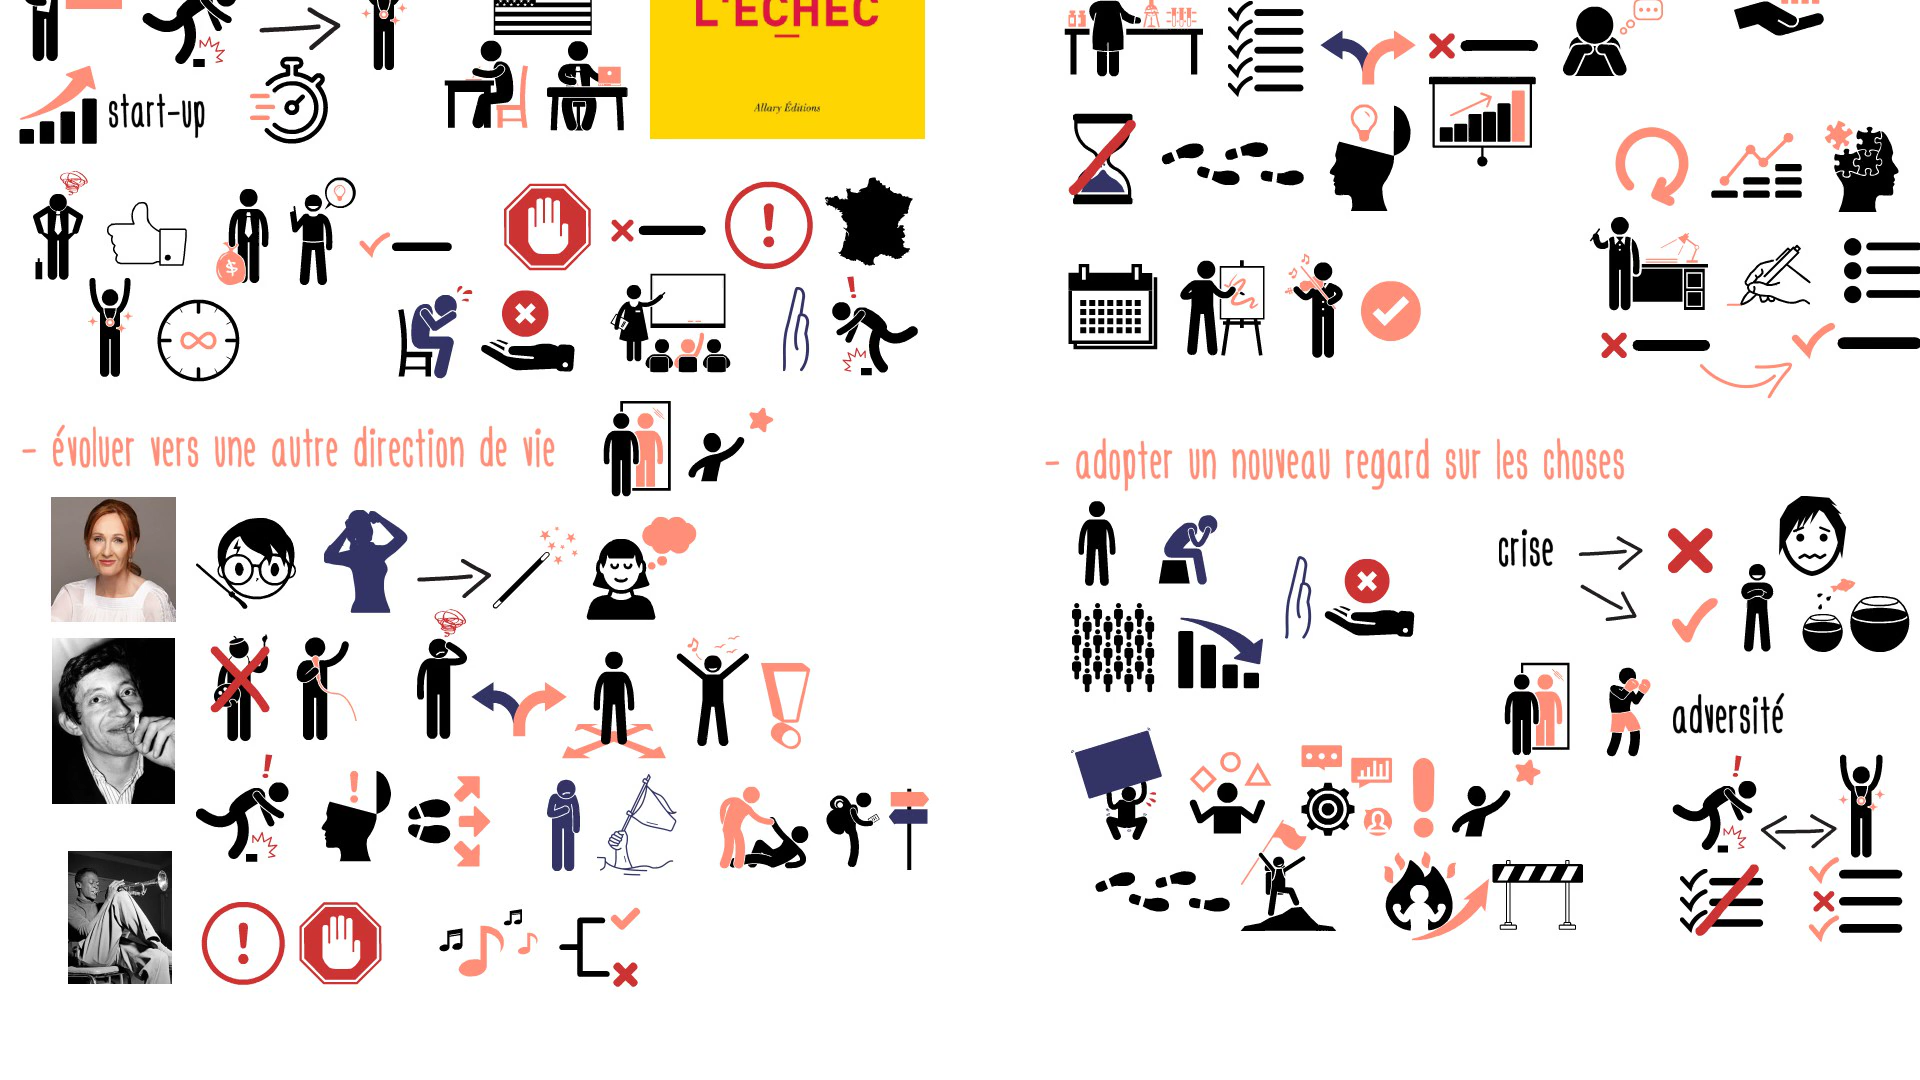 L'ÉCHEC
Allary Éditions
start-up
- évoluer vers une autre direction de vie
- adopter un nouveau regard sur les choses
crise
adversité